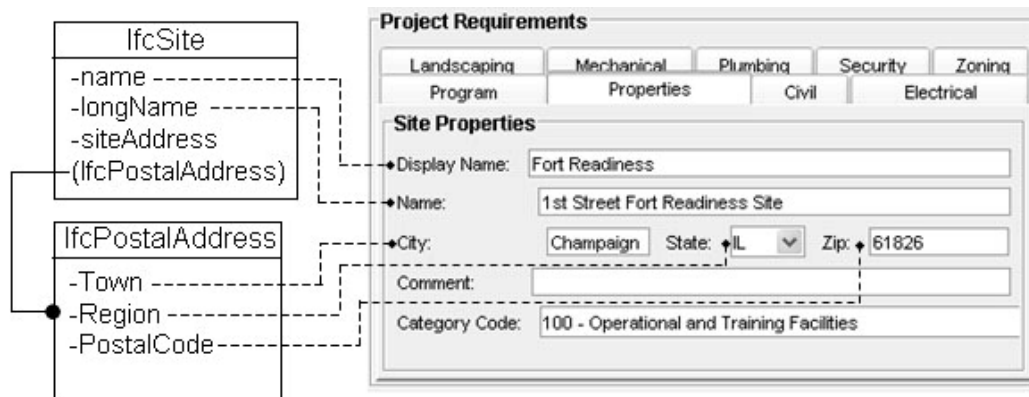 IfcSite
-name
-longName
-siteAddress
(IfcPostalAddress)
IfcPostalAddress
-Town
-Region
-PostalCode
Project Requirements
Landscaping Mechanical Plumbing Security Zoning
Program Properties Civil Electrical
Site Properties
Display Name: Fort Readiness
Name: 1st Street Fort Readiness Site
City: Champaign State: IL Zip: 61826
Comment:
Category Code: 100 - Operational and Training Facilities